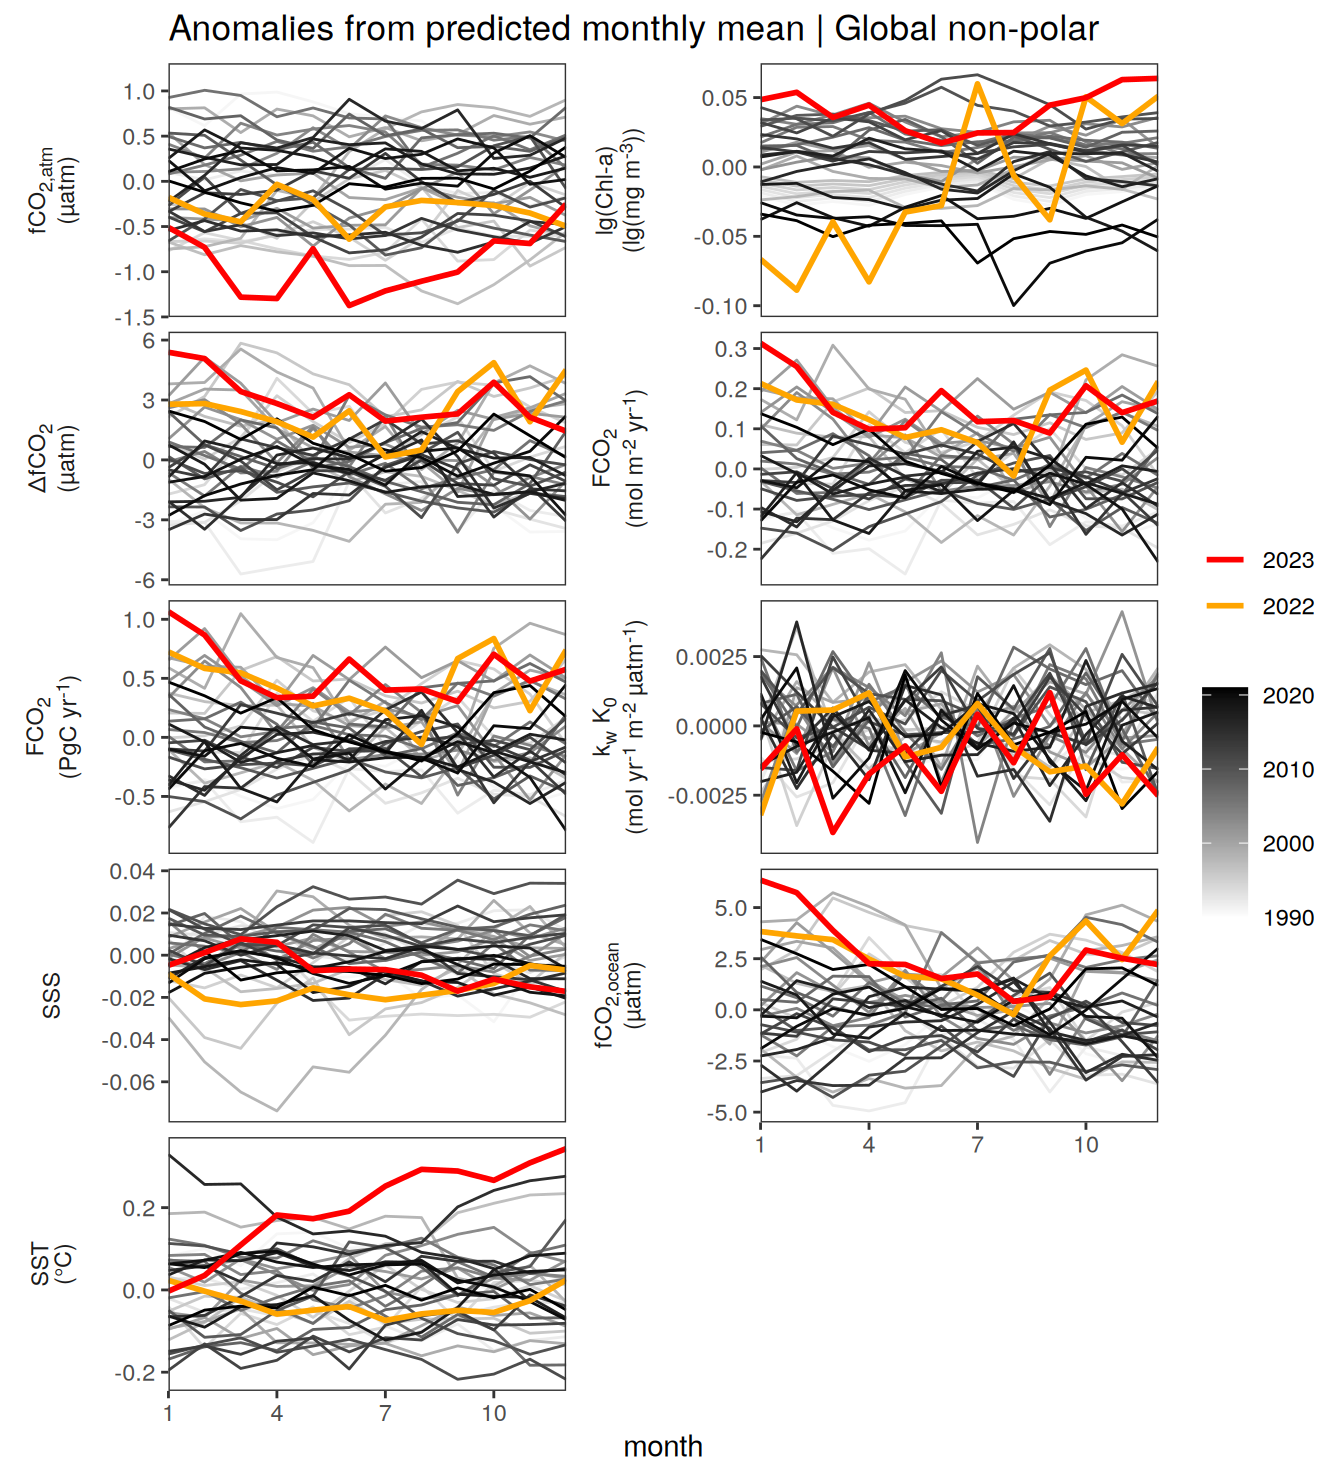 Anomalies from predicted monthly mean | Global non-polar
fCO2,atm
(µatm)
1.0
0.5
0.0
-0.5
-1.0
-1.5
lg(Chl-a)
(lg(mg m-3))
0.05
0.00
-0.05
-0.10
ΔfCO2
(µatm)
6
3
0
-3
-6
FCO2
(mol m-2 yr-1)
0.3
0.2
0.1
0.0
-0.1
-0.2
FCO2
(PgC yr-1)
1.0
0.5
0.0
-0.5
kw K0
(mol yr-1 m-2 µatm-1)
0.0025
0.0000
-0.0025
SSS
0.04
0.02
0.00
-0.02
-0.04
-0.06
fCO2,ocean
(µatm)
5.0
2.5
0.0
-2.5
-5.0
1 4 7 10
SST
(°C)
0.2
0.0
-0.2
1 4 7 10
month
2023
2022
2020
2010
2000
1990